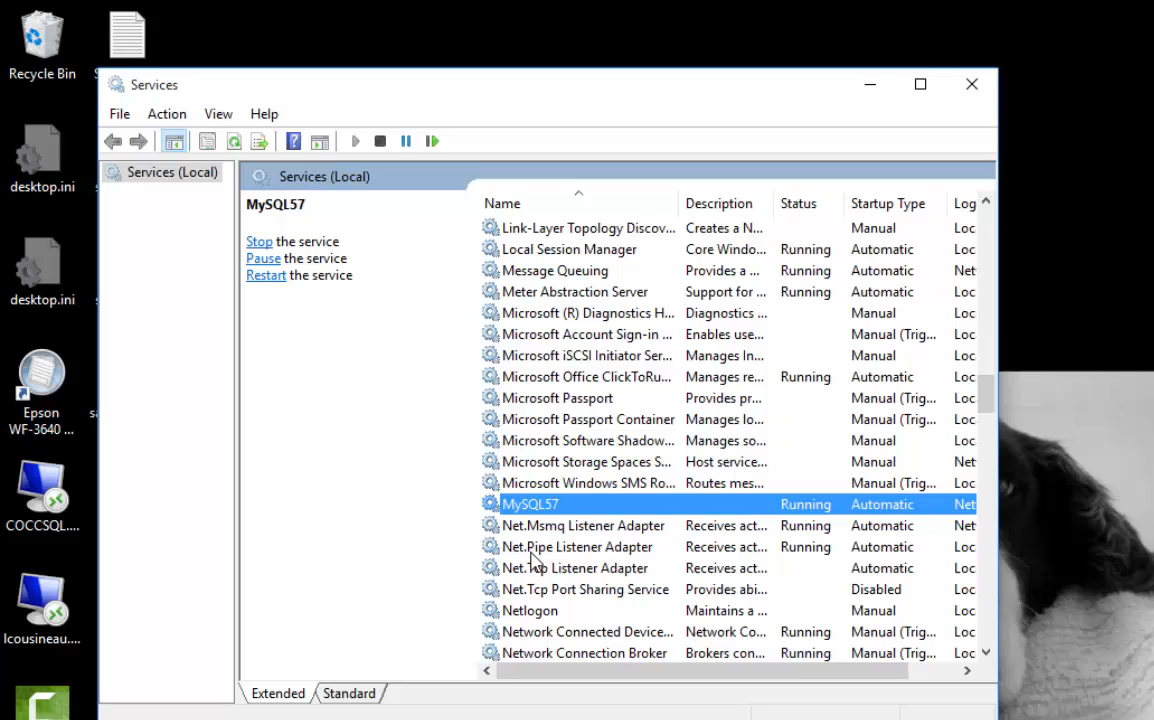 Recycle Bin
desktop.ini
desktop.ini
Epson
WF-3640 ...
COCCSQL....
lcousineau....
Services
File Action View Help
Services (Local)
Services (Local)
MySQL57
Stop the service
Pause the service
Restart the service
Name Description Status Startup Type Log
Link-Layer Topology Discov... Creates a N... Manual Loc
Local Session Manager Core Windo... Running Automatic Loc
Message Queuing Provides a ... Running Automatic Net
Meter Abstraction Server Support for ... Running Automatic Loc
Microsoft (R) Diagnostics H... Diagnostics ... Manual Loc
Microsoft Account Sign-in ... Enables use... Manual (Trig... Loc
Microsoft iSCSI Initiator Ser... Manages In... Manual Loc
Microsoft Office ClickToRu... Manages re... Running Automatic Loc
Microsoft Passport Provides pr... Manual (Trig... Loc
Microsoft Passport Container Manages lo... Manual (Trig... Loc
Microsoft Software Shadow... Manages so... Manual Loc
Microsoft Storage Spaces S... Host service... Manual Net
Microsoft Windows SMS Ro... Routes mes... Manual (Trig... Loc
MySQL57 Running Automatic Net
Net.Msmq Listener Adapter Receives act... Running Automatic Net
Net.Pipe Listener Adapter Receives act... Running Automatic Loc
Net.Tcp Listener Adapter Receives act... Automatic Loc
Net.Tcp Port Sharing Service Provides abi... Disabled Loc
Netlogon Maintains a ... Manual Loc
Network Connected Device... Network Co... Running Manual (Trig... Loc
Network Connection Broker Brokers con... Running Manual (Trig... Loc
Extended Standard